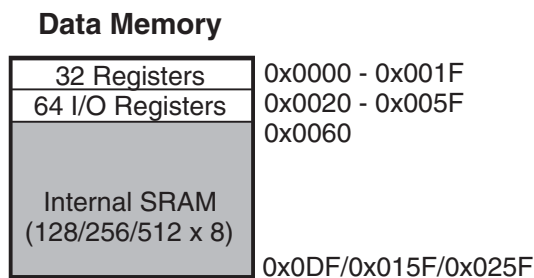 Data Memory
32 Registers 0x0000 - 0x001F
64 I/O Registers 0x0020 - 0x005F
0x0060
Internal SRAM
(128/256/512 x 8)
0x0DF/0x015F/0x025F